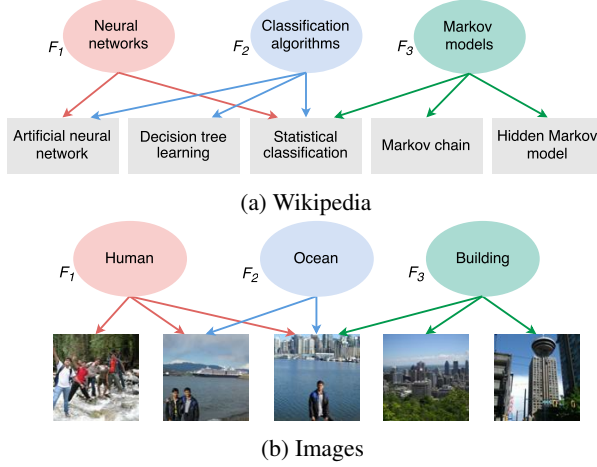 Neural
networks
F1
Classification
algorithms
F2
Markov
models
F3
Artificial neural
network
Decision tree
learning
Statistical
classification
Markov chain
Hidden Markov
model
(a) Wikipedia
Human
F1
Ocean
F2
Building
F3
(b) Images